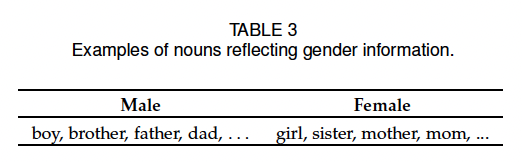 TABLE 3
Examples of nouns reflecting gender information.
Male Female
boy, brother, father, dad, . . . girl, sister, mother, mom, ...